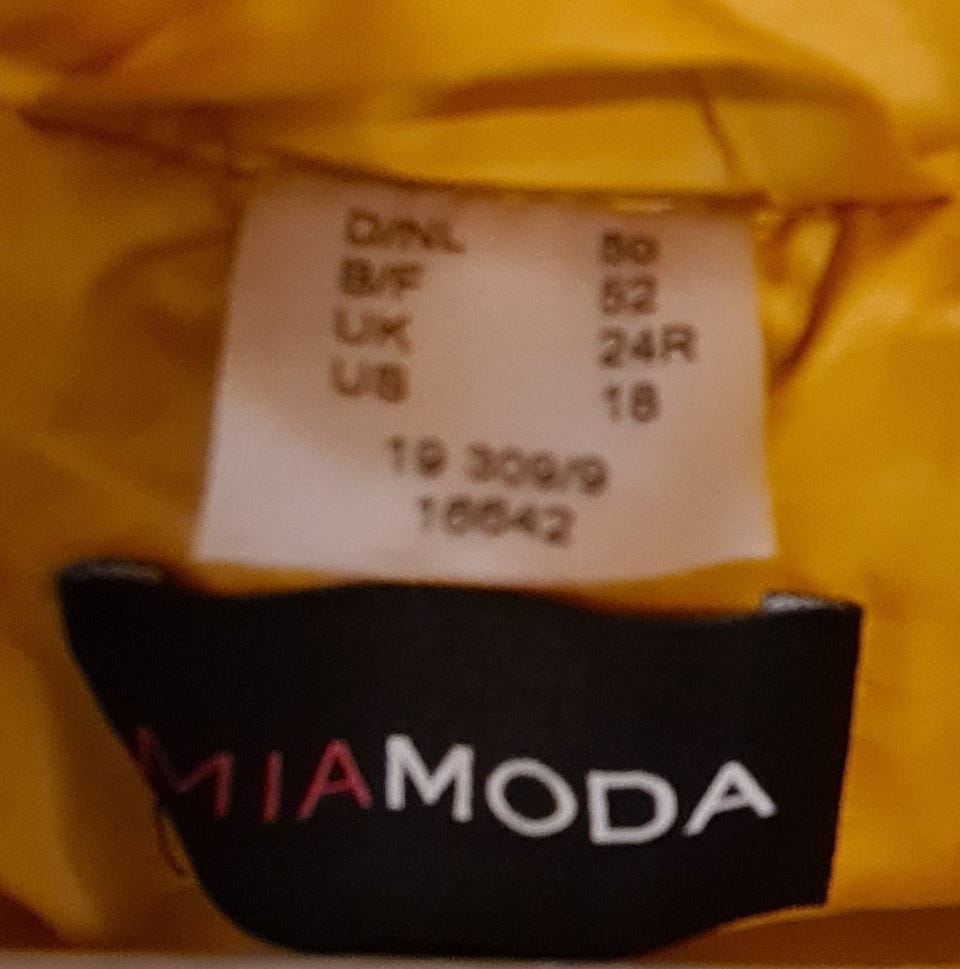 D/NL 50
B/F 52
UK 24R
US 18
19 309/9
16642
MIAMODA